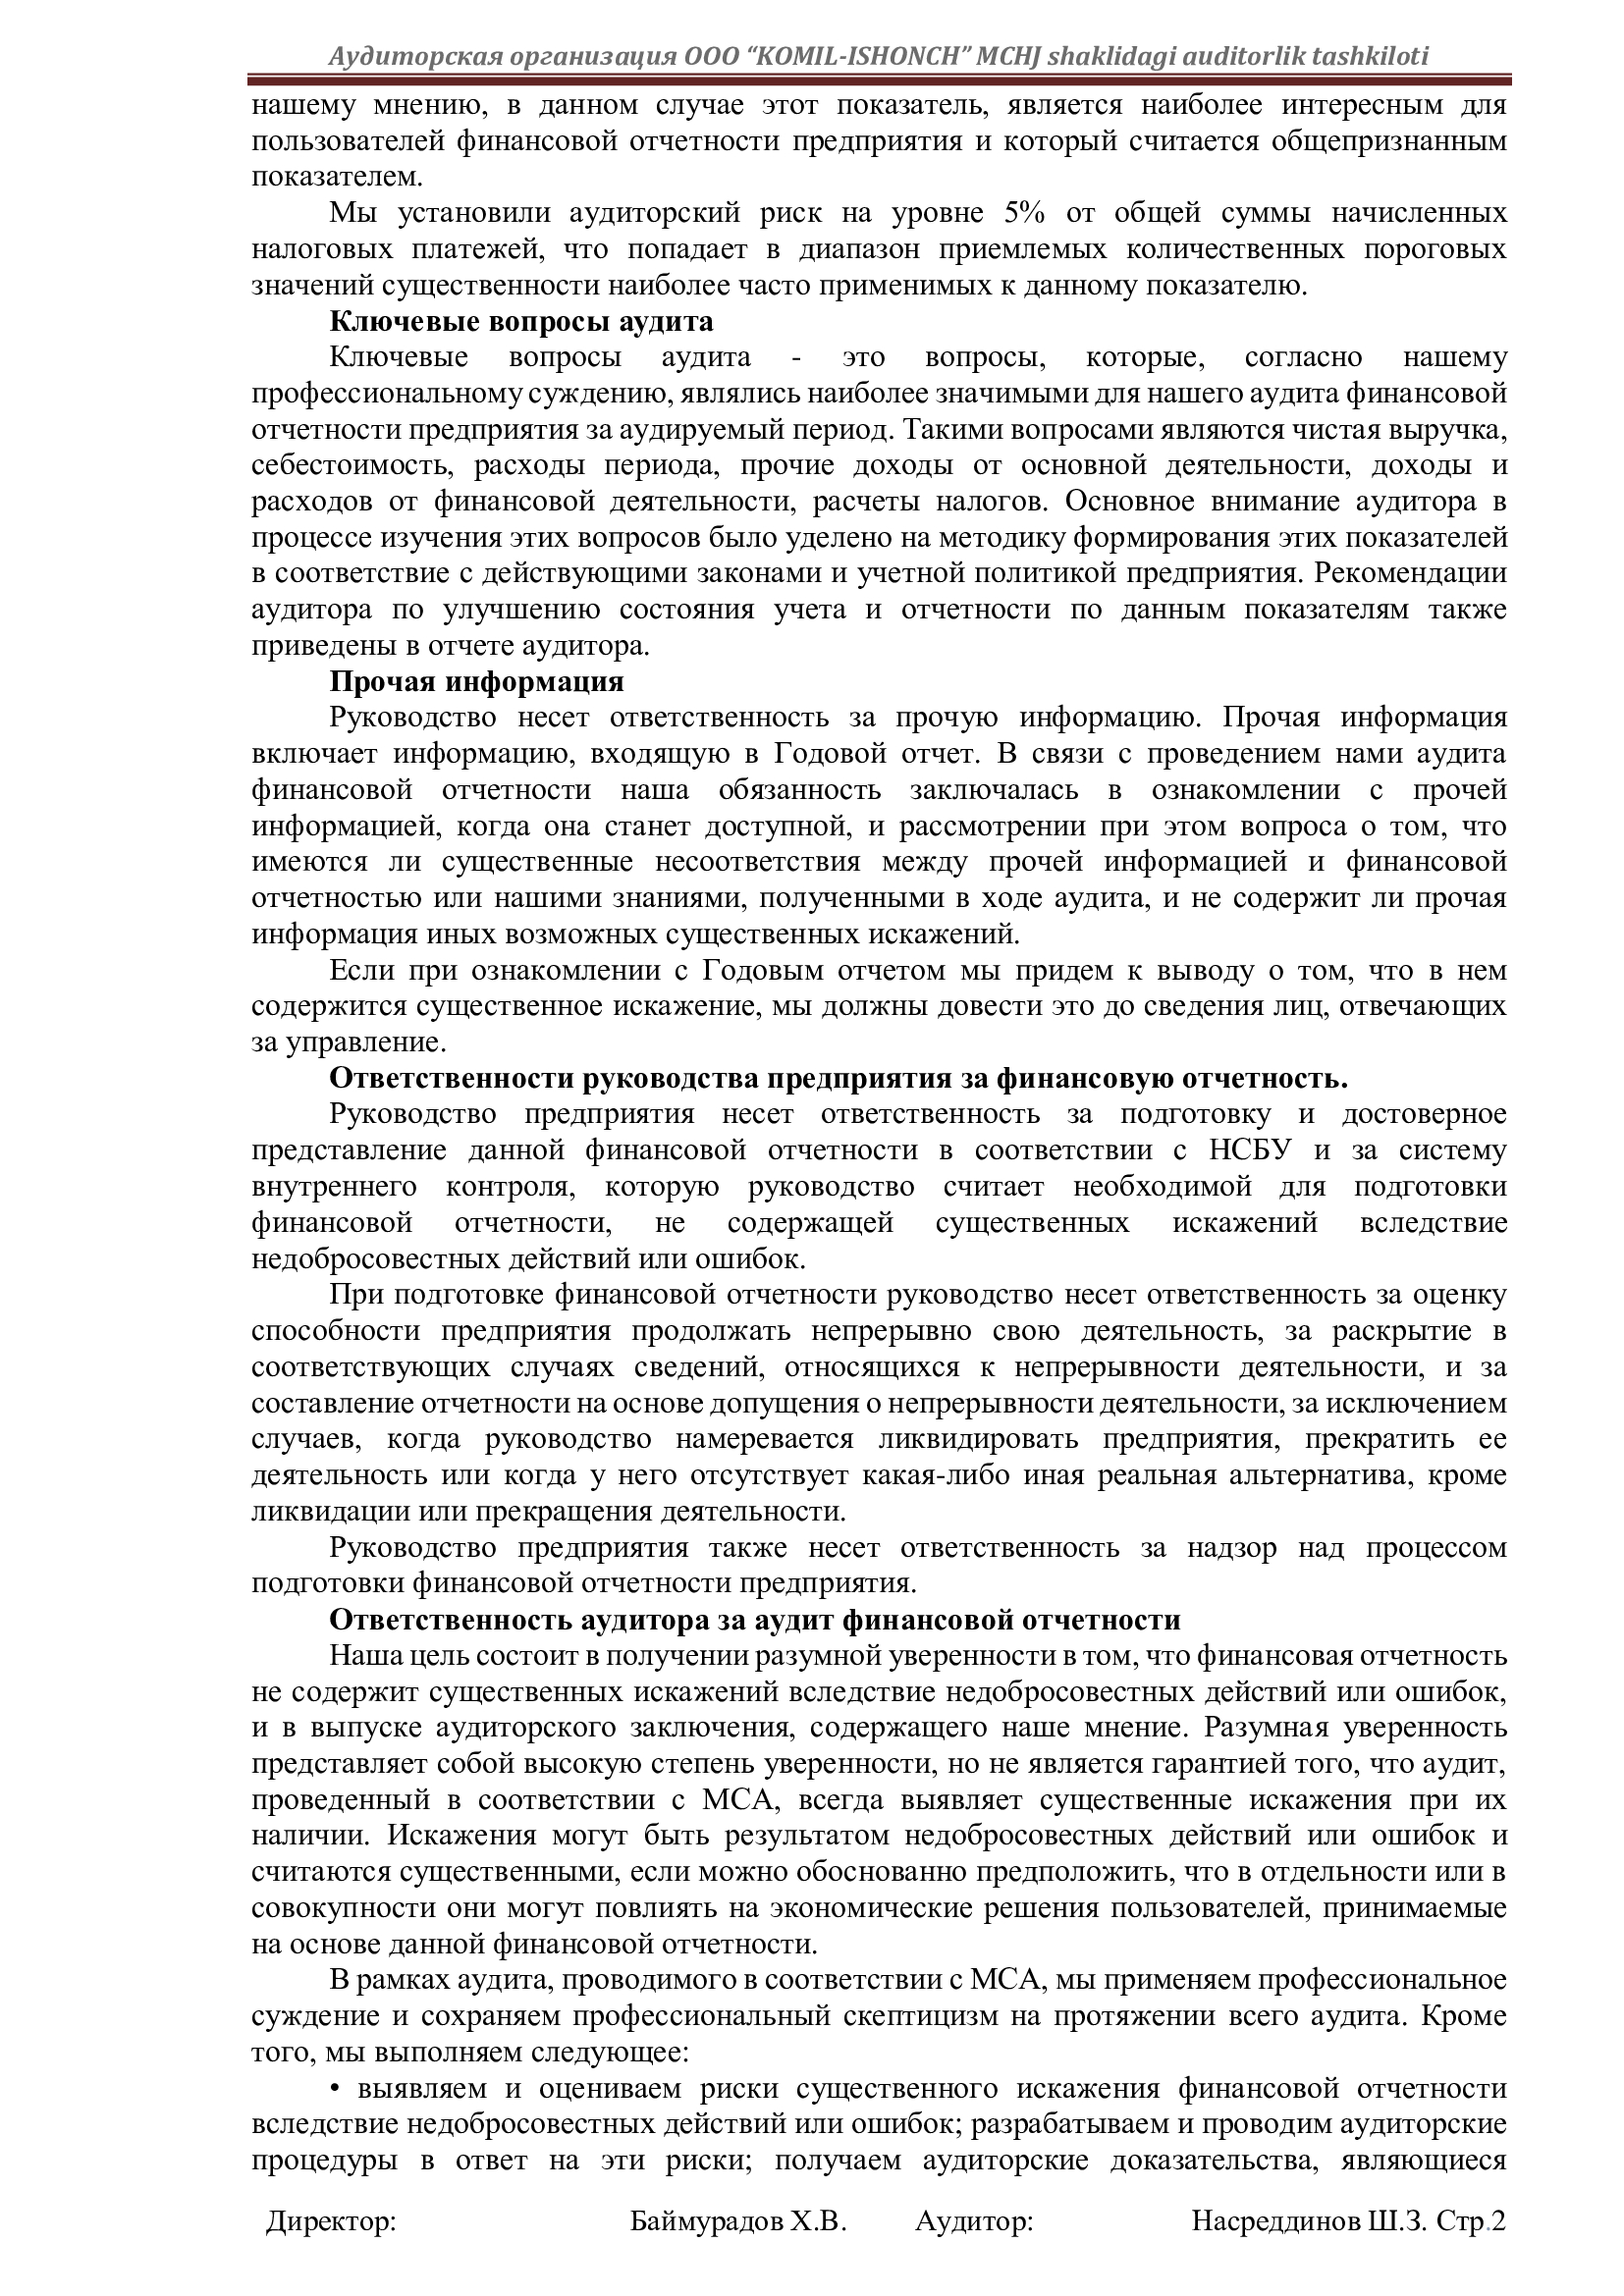 Аудиторская организация ООО “KOMIL-ISHONCH” MCHJ shaklidagi auditorlik tashkiloti
нашему мнению, в данном случае этот показатель, является наиболее интересным для
пользователей финансовой отчетности предприятия и который считается общепризнанным
показателем.
Мы установили аудиторский риск на уровне 5% от общей суммы начисленных
налоговых платежей, что попадает в диапазон приемлемых количественных пороговых
значений существенности наиболее часто применимых к данному показателю.
Ключевые вопросы аудита
Ключевые вопросы аудита - это вопросы, которые, согласно нашему
профессиональному суждению, являлись наиболее значимыми для нашего аудита финансовой
отчетности предприятия за аудируемый период. Такими вопросами являются чистая выручка,
себестоимость, расходы периода, прочие доходы от основной деятельности, доходы и
расходов от финансовой деятельности, расчеты налогов. Основное внимание аудитора в
процессе изучения этих вопросов было уделено на методику формирования этих показателей
в соответствие с действующими законами и учетной политикой предприятия. Рекомендации
аудитора по улучшению состояния учета и отчетности по данным показателям также
приведены в отчете аудитора.
Прочая информация
Руководство несет ответственность за прочую информацию. Прочая информация
включает информацию, входящую в Годовой отчет. В связи с проведением нами аудита
финансовой отчетности наша обязанность заключалась в ознакомлении с прочей
информацией, когда она станет доступной, и рассмотрении при этом вопроса о том, что
имеются ли существенные несоответствия между прочей информацией и финансовой
отчетностью или нашими знаниями, полученными в ходе аудита, и не содержит ли прочая
информация иных возможных существенных искажений.
Если при ознакомлении с Годовым отчетом мы придем к выводу о том, что в нем
содержится существенное искажение, мы должны довести это до сведения лиц, отвечающих
за управление.
Ответственности руководства предприятия за финансовую отчетность.
Руководство предприятия несет ответственность за подготовку и достоверное
представление данной финансовой отчетности в соответствии с НСБУ и за систему
внутреннего контроля, которую руководство считает необходимой для подготовки
финансовой отчетности, не содержащей существенных искажений вследствие
недобросовестных действий или ошибок.
При подготовке финансовой отчетности руководство несет ответственность за оценку
способности предприятия продолжать непрерывно свою деятельность, за раскрытие в
соответствующих случаях сведений, относящихся к непрерывности деятельности, и за
составление отчетности на основе допущения о непрерывности деятельности, за исключением
случаев, когда руководство намеревается ликвидировать предприятия, прекратить ее
деятельность или когда у него отсутствует какая-либо иная реальная альтернатива, кроме
ликвидации или прекращения деятельности.
Руководство предприятия также несет ответственность за надзор над процессом
подготовки финансовой отчетности предприятия.
Ответственность аудитора за аудит финансовой отчетности
Наша цель состоит в получении разумной уверенности в том, что финансовая отчетность
не содержит существенных искажений вследствие недобросовестных действий или ошибок,
и в выпуске аудиторского заключения, содержащего наше мнение. Разумная уверенность
представляет собой высокую степень уверенности, но не является гарантией того, что аудит,
проведенный в соответствии с МСА, всегда выявляет существенные искажения при их
наличии. Искажения могут быть результатом недобросовестных действий или ошибок и
считаются существенными, если можно обоснованно предположить, что в отдельности или в
совокупности они могут повлиять на экономические решения пользователей, принимаемые
на основе данной финансовой отчетности.
В рамках аудита, проводимого в соответствии с МСА, мы применяем профессиональное
суждение и сохраняем профессиональный скептицизм на протяжении всего аудита. Кроме
того, мы выполняем следующее:
• выявляем и оцениваем риски существенного искажения финансовой отчетности
вследствие недобросовестных действий или ошибок; разрабатываем и проводим аудиторские
процедуры в ответ на эти риски; получаем аудиторские доказательства, являющиеся
Директор: Баймурадов Х.В. Аудитор: Насреддинов Ш.З. Стр.2